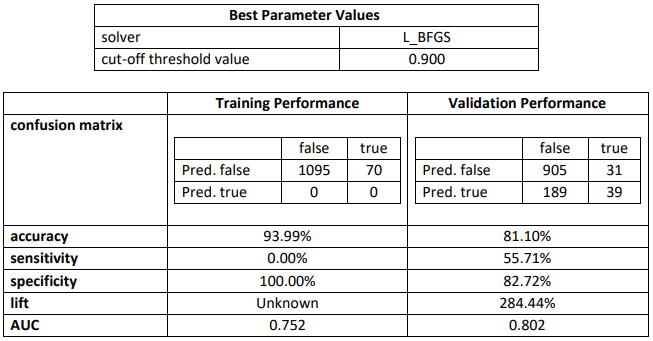 Best Parameter Values
solver L_BFGS
cut-off threshold value 0.900
Training Performance Validation Performance
confusion matrix
false true false true
Pred. false 1095 70 Pred. false 905 31
Pred. true 0 0 Pred. true 189 39
accuracy 93.99% 81.10%
sensitivity 0.00% 55.71%
specificity 100.00% 82.72%
lift Unknown 284.44%
AUC 0.752 0.802